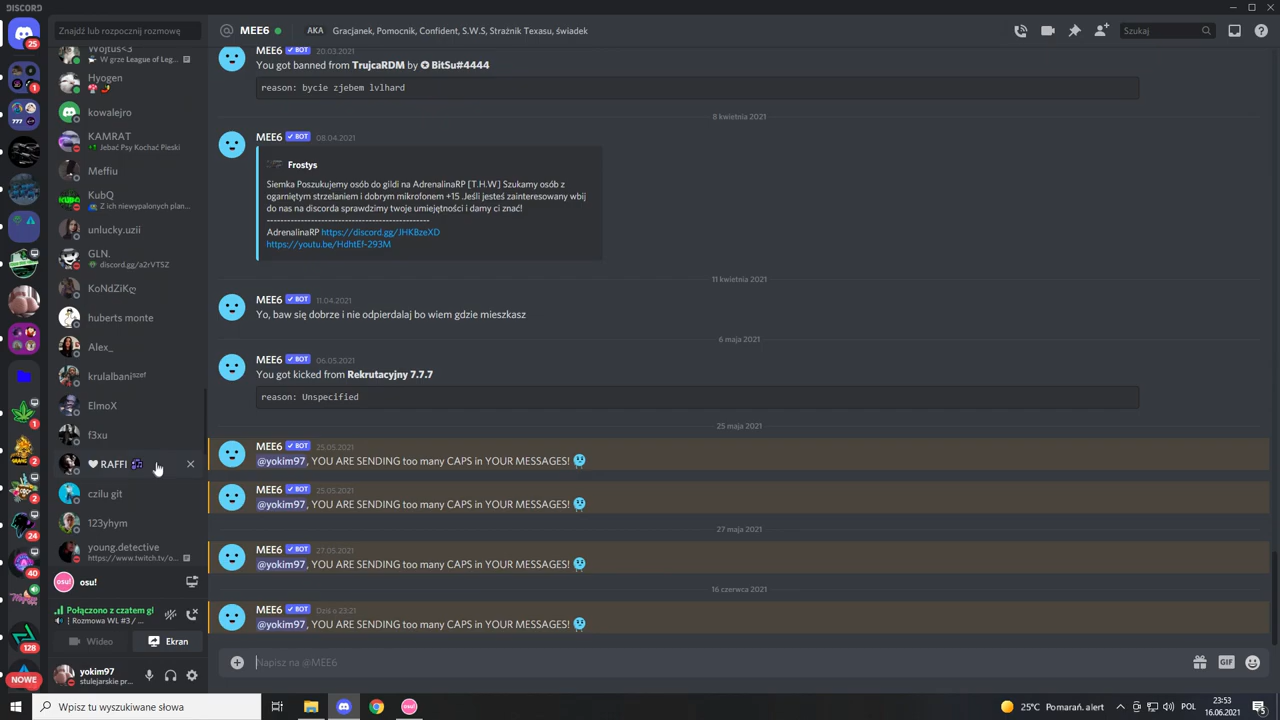 DISCORD
25
Znajdź lub rozpocznij rozmowę
MEE6
AKA
Gracjanek, Pomocnik, Confident, S.W.S, Strażnik Texasu, świadek
Szukaj
Wojtus<3
W grze League of Leg...
Hyogen
kowalejro
KAMRAT
Jebać Psy Kochać Pieski
Meffiu
KubQ
Z ich niewypalonych plan...
unlucky.uzii
GLN.
discord.gg/a2rVTSZ
KoNdZiKღ
huberts monte
Alex_
krulalbaniszef
ElmoX
f3xu
RAFFI
czilu git
123yhym
young.detective
https://www.twitch.tv/o...
osu!
osu!
Połączono z czatem gł
Rozmowa WL #3 / ...
Wideo
Ekran
yokim97
stulejarskie pr...
1
777
1
2
2
24
40
128
NOWE
MEE6 BOT 20.03.2021
You got banned from TrujcaRDM by ✪ BitSu#4444
reason: bycie zjebem lvlhard
8 kwietnia 2021
MEE6 BOT 08.04.2021
Frostys
Siemka Poszukujemy osób do gildi na AdrenalinaRP [T.H.W] Szukamy osób z
ogarniętym strzelaniem i dobrym mikrofonem +15 .Jeśli jesteś zainteresowany wbij
do nas na discorda sprawdzimy twoje umiejętności i damy ci znać!
------------------------------------------------
AdrenalinaRP https://discord.gg/JHKBzeXD
https://youtu.be/HdhtEf-293M
11 kwietnia 2021
MEE6 BOT 11.04.2021
Yo, baw się dobrze i nie odpierdalaj bo wiem gdzie mieszkasz
6 maja 2021
MEE6 BOT 06.05.2021
You got kicked from Rekrutacyjny 7.7.7
reason: Unspecified
25 maja 2021
MEE6 BOT 25.05.2021
@yokim97, YOU ARE SENDING too many CAPS in YOUR MESSAGES!
MEE6 BOT 25.05.2021
@yokim97, YOU ARE SENDING too many CAPS in YOUR MESSAGES!
27 maja 2021
MEE6 BOT 27.05.2021
@yokim97, YOU ARE SENDING too many CAPS in YOUR MESSAGES!
16 czerwca 2021
MEE6 BOT Dziś o 23:21
@yokim97, YOU ARE SENDING too many CAPS in YOUR MESSAGES!
Napisz na @MEE6
GIF
Wpisz tu wyszukiwane słowa
osu!
25°C Pomarań. alert
POL
23:53
16.06.2021